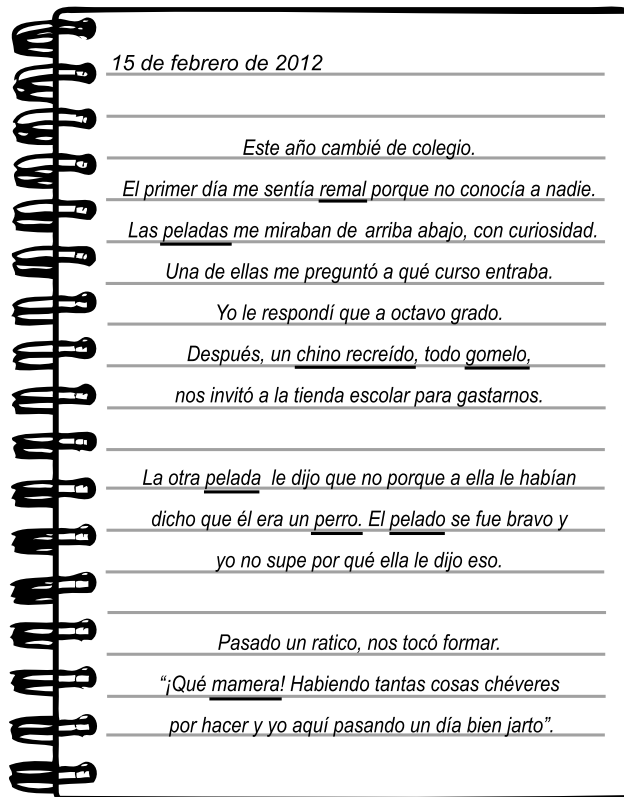 15 de febrero de 2012
Este año cambié de colegio.
El primer día me sentía remal porque no conocía a nadie.
Las peladas me miraban de arriba abajo, con curiosidad.
Una de ellas me preguntó a qué curso entraba.
Yo le respondí que a octavo grado.
Después, un chino recreído, todo gomelo,
nos invitó a la tienda escolar para gastarnos.
La otra pelada le dijo que no porque a ella le habían
dicho que él era un perro. El pelado se fue bravo y
yo no supe por qué ella le dijo eso.
Pasado un ratico, nos tocó formar.
“¡Qué mamera! Habiendo tantas cosas chéveres
por hacer y yo aquí pasando un día bien jarto”.